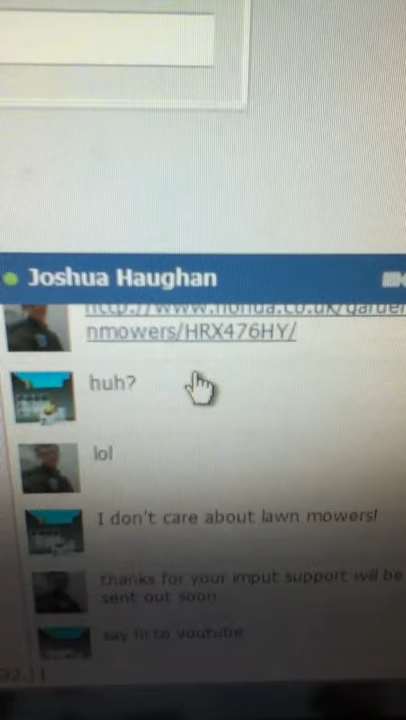 Joshua Haughan
http://www.honda.co.uk/garden
nmowers/HRX476HY/
huh?
lol
I don't care about lawn mowers!
thanks for your imput support will be
sent out soon
say hi to youtube